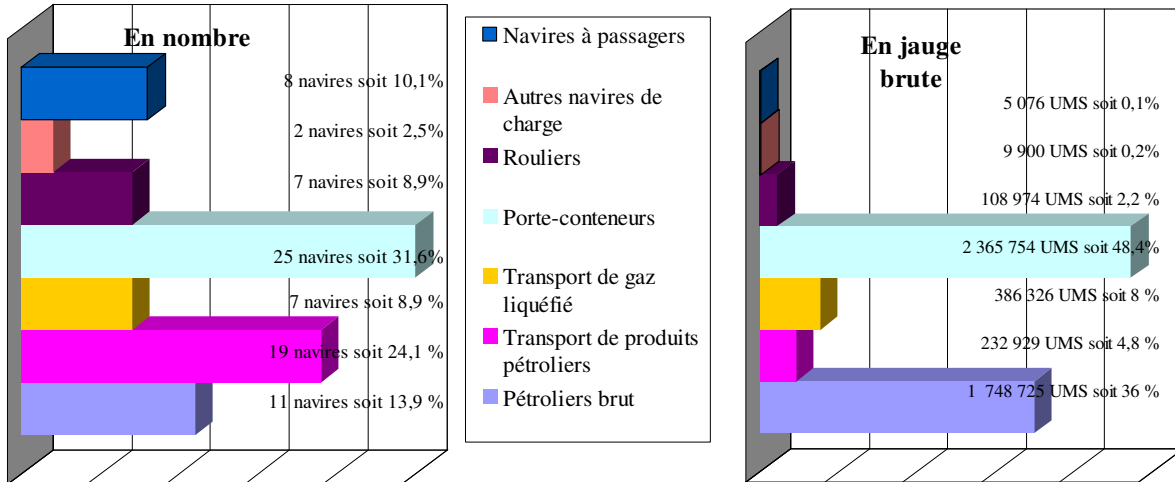 En nombre
8 navires soit 10,1%
2 navires soit 2,5%
7 navires soit 8,9%
25 navires soit 31,6%
7 navires soit 8,9 %
19 navires soit 24,1 %
11 navires soit 13,9 %
Navires à passagers
Autres navires de
charge
Rouliers
Porte-conteneurs
Transport de gaz
liquéfié
Transport de produits
pétroliers
Pétroliers brut
En jauge
brute
5 076 UMS soit 0,1%
9 900 UMS soit 0,2%
108 974 UMS soit 2,2 %
2 365 754 UMS soit 48,4%
386 326 UMS soit 8 %
232 929 UMS soit 4,8 %
1 748 725 UMS soit 36 %